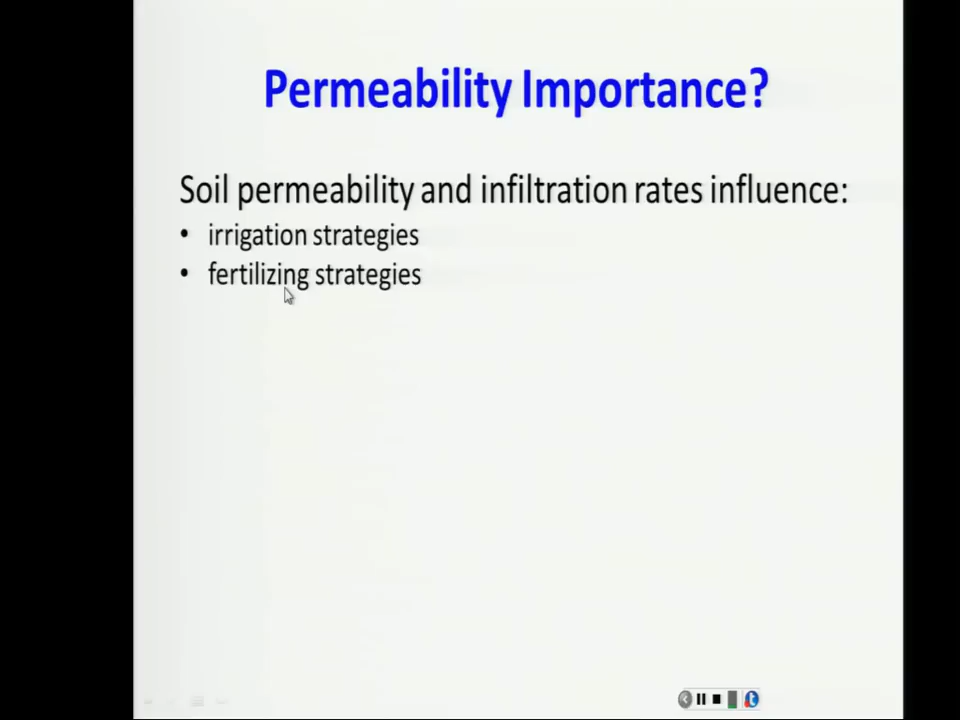 Permeability Importance?
Soil permeability and infiltration rates influence:
• irrigation strategies
• fertilizing strategies